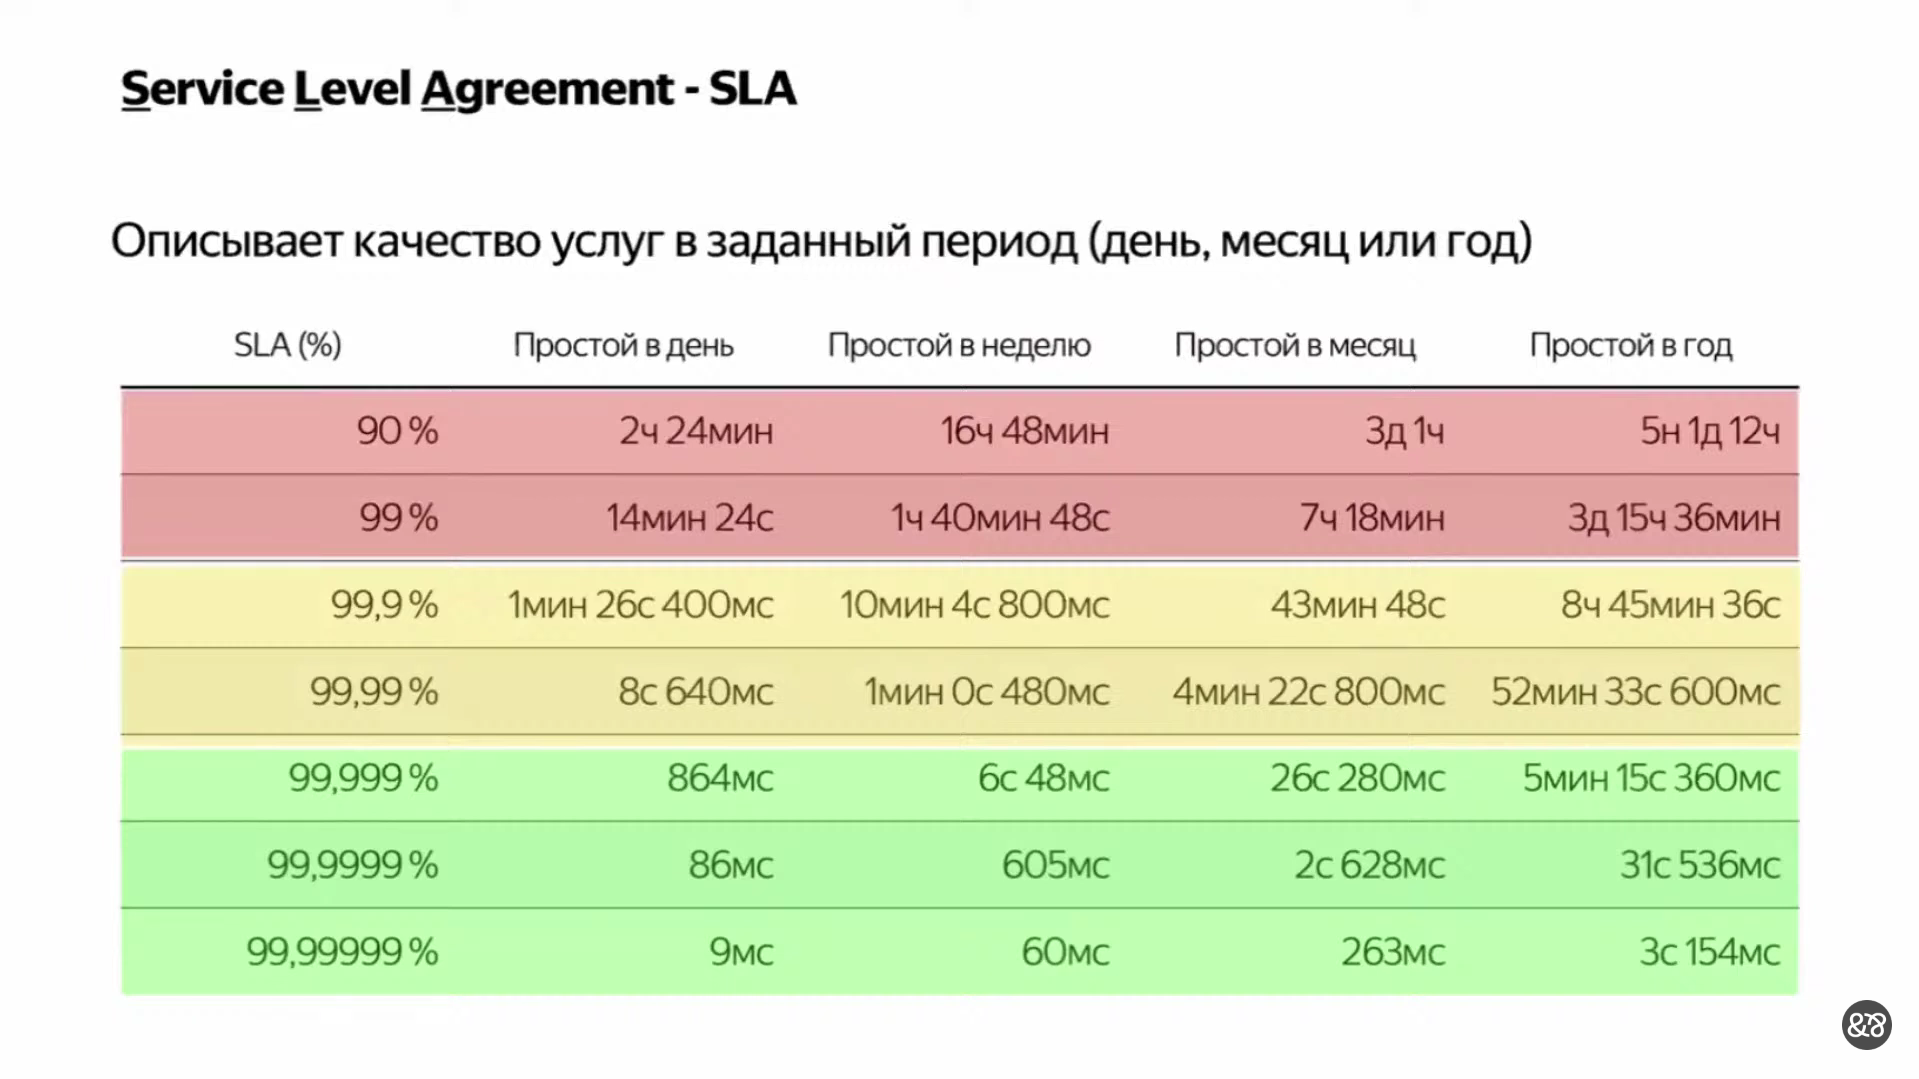 Service Level Agreement - SLA
Описывает качество услуг в заданный период (день, месяц или год)
SLA (%) Простой в день Простой в неделю Простой в месяц Простой в год
90 % 2ч 24мин 16ч 48мин 3д 1ч 5н 1д 12ч
99 % 14мин 24с 1ч 40мин 48с 7ч 18мин 3д 15ч 36мин
99,9 % 1мин 26с 400мс 10мин 4с 800мс 43мин 48с 8ч 45мин 36с
99,99 % 8с 640мс 1мин 0с 480мс 4мин 22с 800мс 52мин 33с 600мс
99,999 % 864мс 6с 48мс 26с 280мс 5мин 15с 360мс
99,9999 % 86мс 605мс 2с 628мс 31с 536мс
99,99999 % 9мс 60мс 263мс 3с 154мс